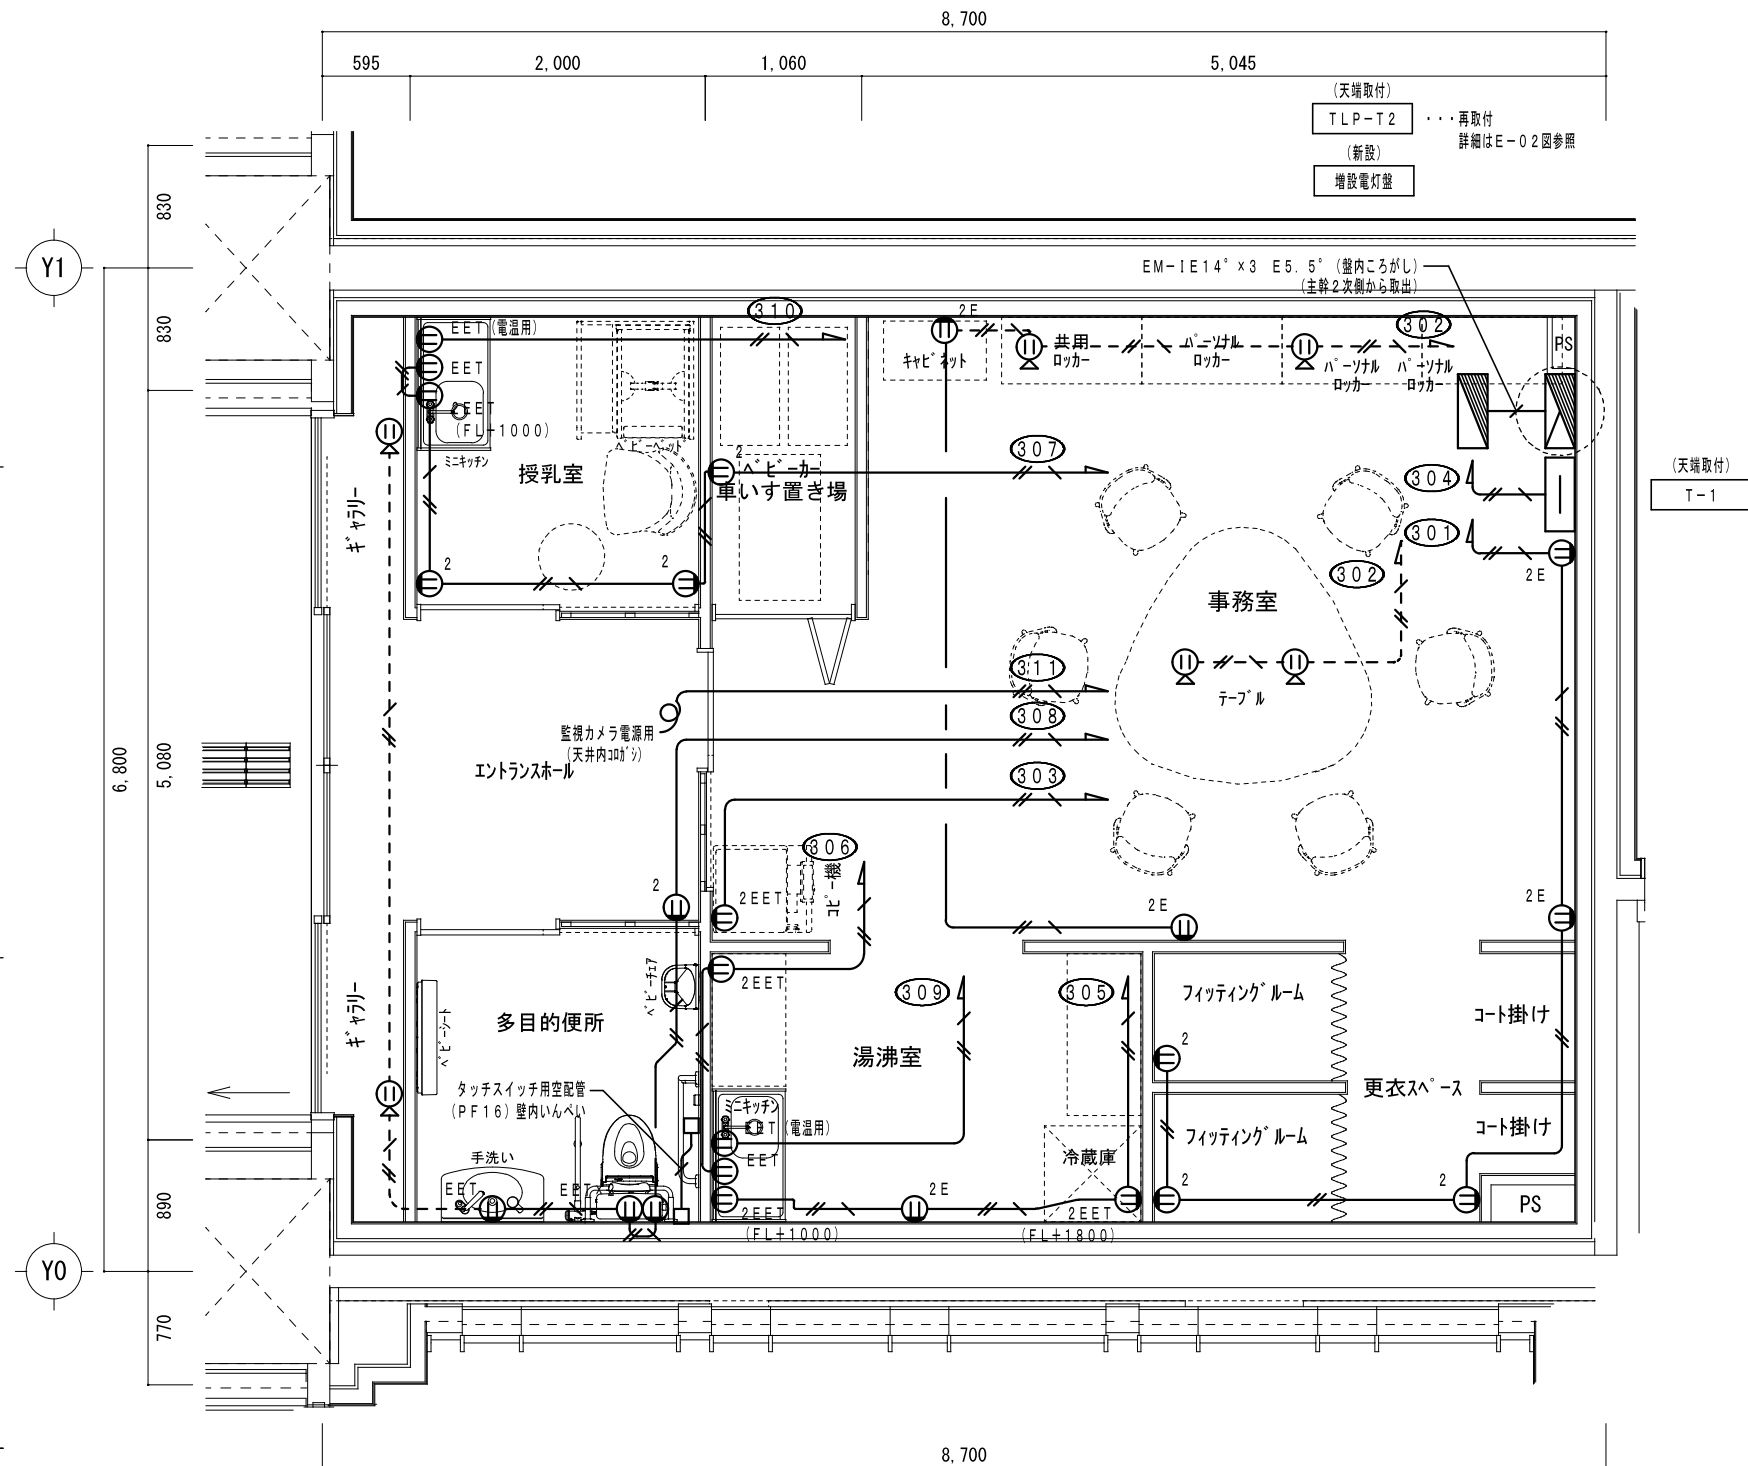 8,700
595
2,000
1,060
5,045
(天端取付)
TLP-T2
・・・再取付
詳細はE-02図参照
(新設)
増設電灯盤
830
Y1
EM-IE14°×3 E5.5°(盤内ころがし)
(主幹2次側から取出)
830
310
2E
302
EET(電温用)
EET
2EET
(FL+1000)
ミニキッチン
キャビネット
共用
ロッカー
パーソナル
ロッカー
パーソナル
ロッカー
パーソナル
ロッカー
PS
ベビーベット
授乳室
2
ベビーカー
車いす置き場
307
304
301
302
(天端取付)
T-1
ギャラリー
2
2
2E
事務室
311
308
303
テーブル
監視カメラ電源用
(天井内コロガシ)
エントランスホール
6,800
5,080
306
コピー機
2EET
2
2E
2E
2EET
ベビーチェア
309
305
フィッティングルーム
コート掛け
ギャラリー
ベビーシート
多目的便所
湯沸室
2
更衣スペース
タッチスイッチ用空配管
(PF16)壁内いんぺい
ミニキッチン
EET(電温用)
EET
フィッティングルーム
コート掛け
手洗い
冷蔵庫
EET
EET
2
2EET
(FL+1000)
2E
2EET
(FL+1800)
2
2
PS
890
Y0
770
8,700